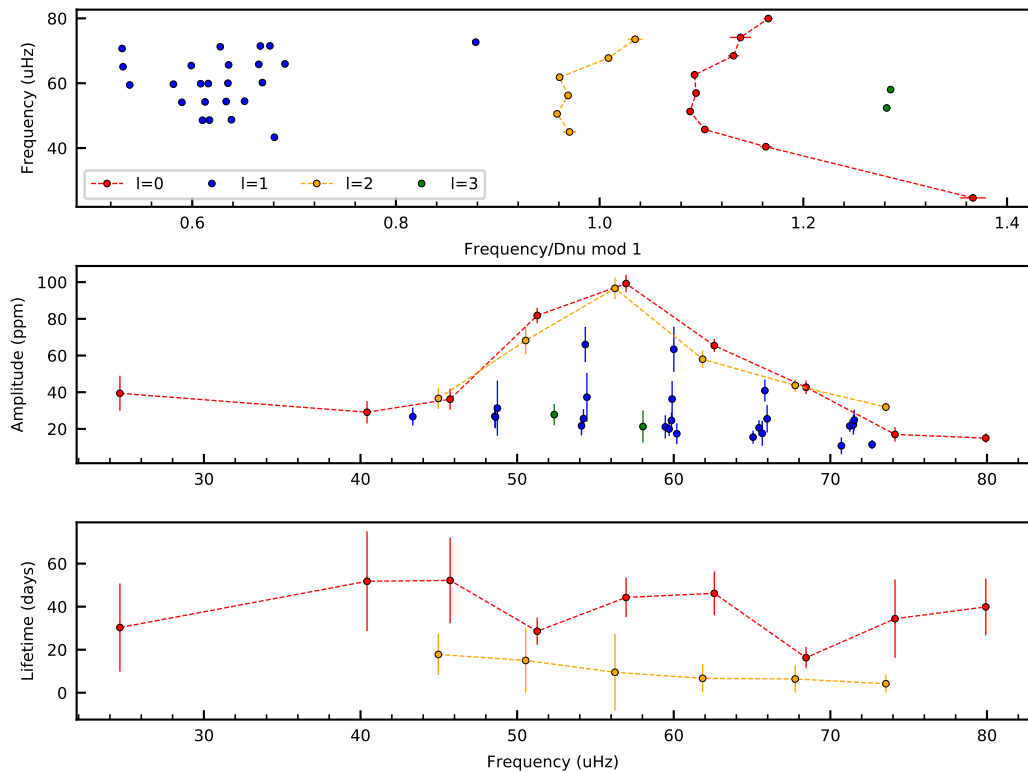 80
60
40
Frequency (uHz)
l=0 l=1 l=2 l=3
0.6 0.8 1.0 1.2 1.4
Frequency/Dnu mod 1
100
80
60
40
20
Amplitude (ppm)
30 40 50 60 70 80
60
40
20
0
Lifetime (days)
30 40 50 60 70 80
Frequency (uHz)